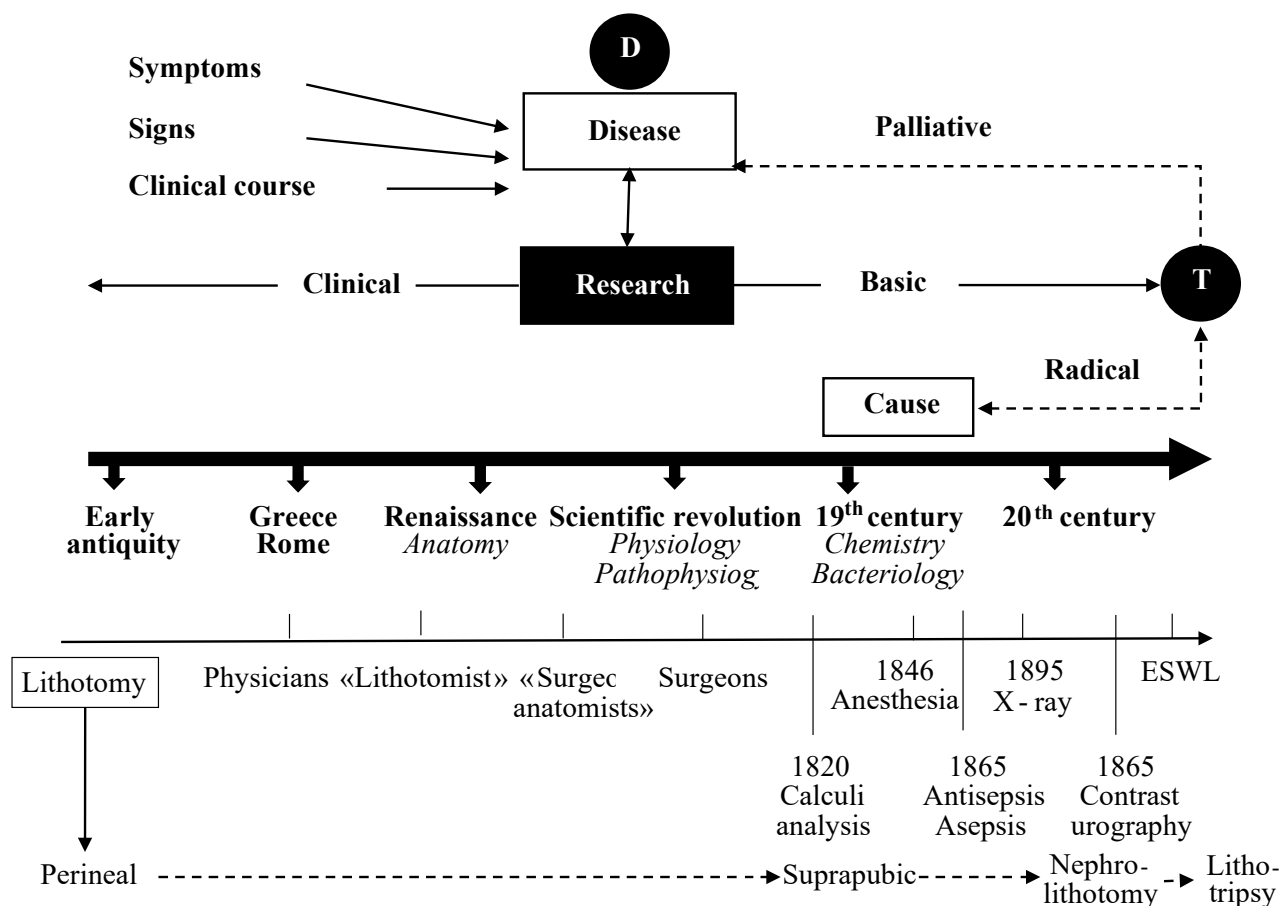 D
Symptoms
Disease
Palliative
Signs
Clinical course
Clinical
Research
Basic
T
Radical
Cause
Early
antiquity
Greece
Rome
Renaissance
Anatomy
Scientific revolution
Physiology
Pathophysiog
19th century
Chemistry
Bacteriology
20th century
Lithotomy
Physicians
«Lithotomist»
«Surgec
anatomists»
Surgeons
1846
Anesthesia
1895
X - ray
ESWL
1820
Calculi
analysis
1865
Antisepsis
Asepsis
1865
Contrast
urography
Perineal
Suprapubic
Nephro-
lithotomy
Litho-
tripsy